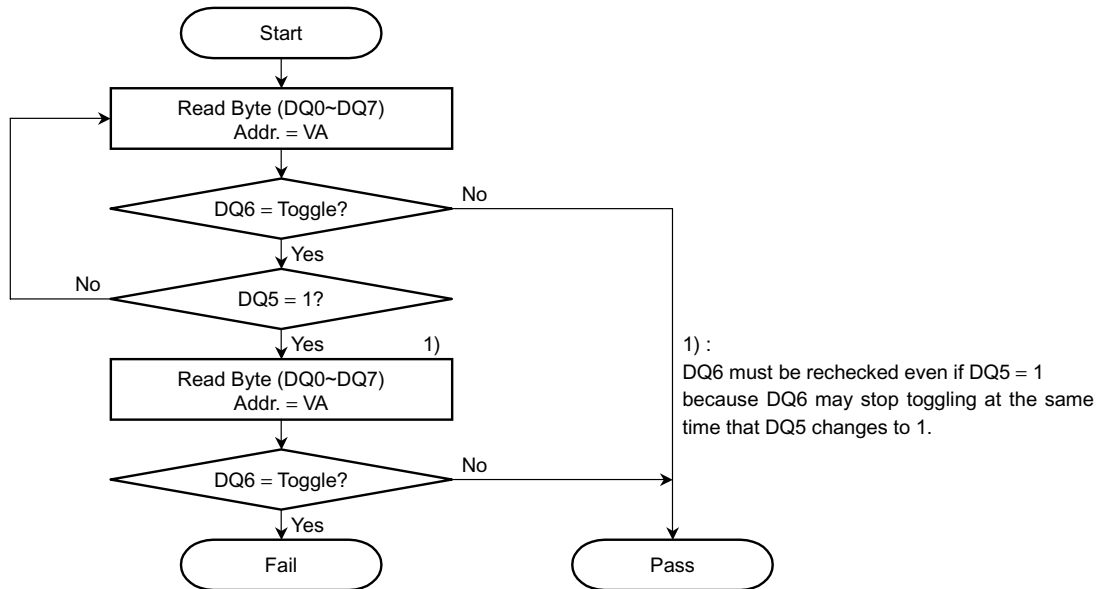 Start
Read Byte (DQ0~DQ7)
Addr. = VA
DQ6 = Toggle?
No
Yes
No
DQ5 = 1?
Yes
1)
Read Byte (DQ0~DQ7)
Addr. = VA
1) :
DQ6 must be rechecked even if DQ5 = 1
because DQ6 may stop toggling at the same
time that DQ5 changes to 1.
DQ6 = Toggle?
No
Yes
Fail
Pass